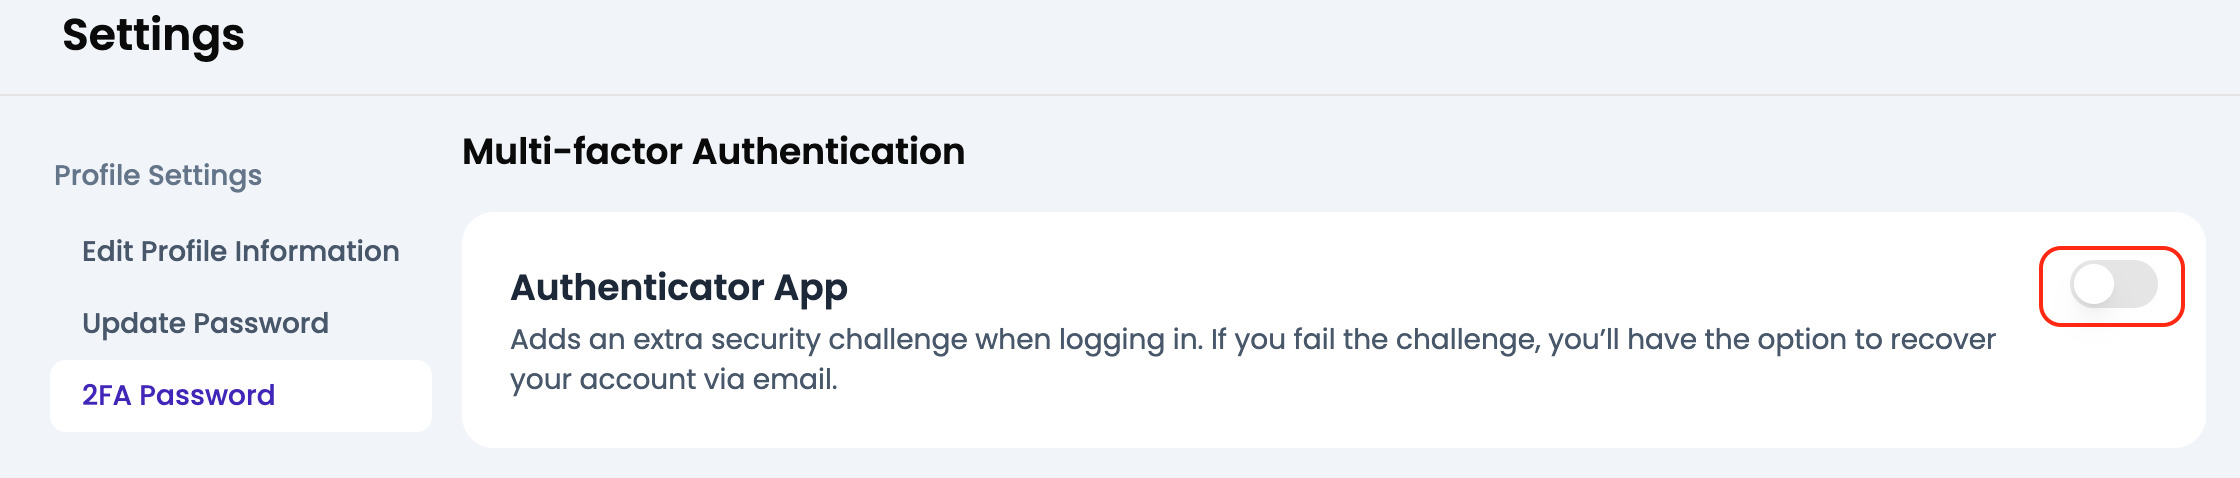 Settings
Profile Settings
Edit Profile Information
Update Password
2FA Password
Multi-factor Authentication
Authenticator App
Adds an extra security challenge when logging in. If you fail the challenge, you’ll have the option to recover
your account via email.